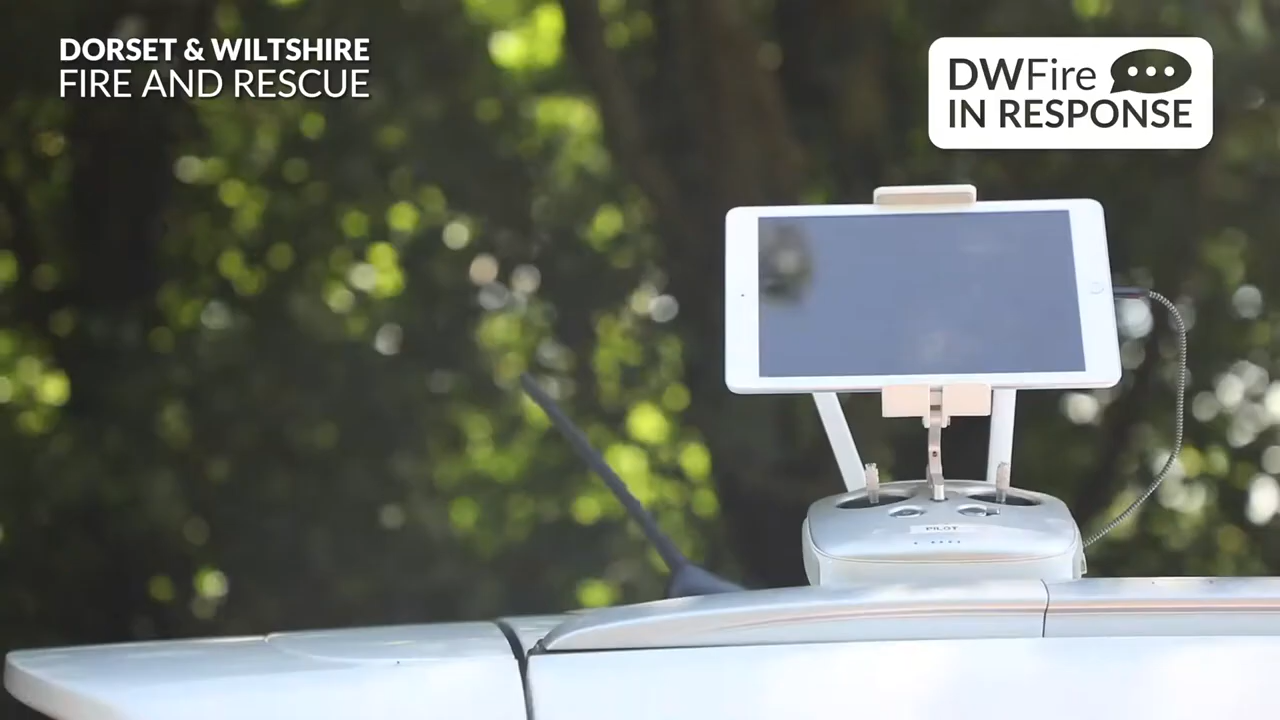 DORSET & WILTSHIRE
FIRE AND RESCUE
DWFire
IN RESPONSE
PILOT